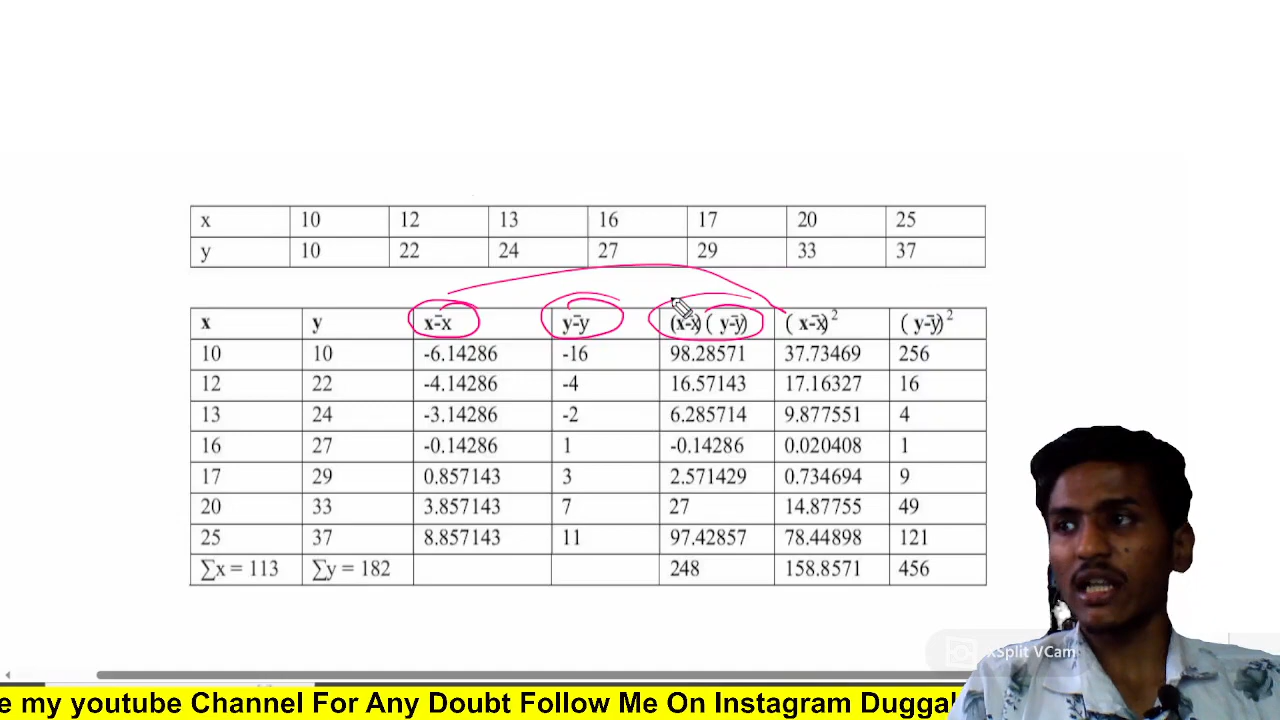 x 10 12 13 16 17 20 25
y 10 22 24 27 29 33 37
x y x-x̄ y-ȳ (x-x̄)(y-ȳ) (x-x̄)² (y-ȳ)²
10 10 -6.14286 -16 98.28571 37.73469 256
12 22 -4.14286 -4 16.57143 17.16327 16
13 24 -3.14286 -2 6.285714 9.877551 4
16 27 -0.14286 1 -0.14286 0.020408 1
17 29 0.857143 3 2.571429 0.734694 9
20 33 3.857143 7 27 14.87755 49
25 37 8.857143 11 97.42857 78.44898 121
∑x = 113 ∑y = 182 248 158.8571 456
XSplit VCam
e my youtube Channel For Any Doubt Follow Me On Instagram Duggal